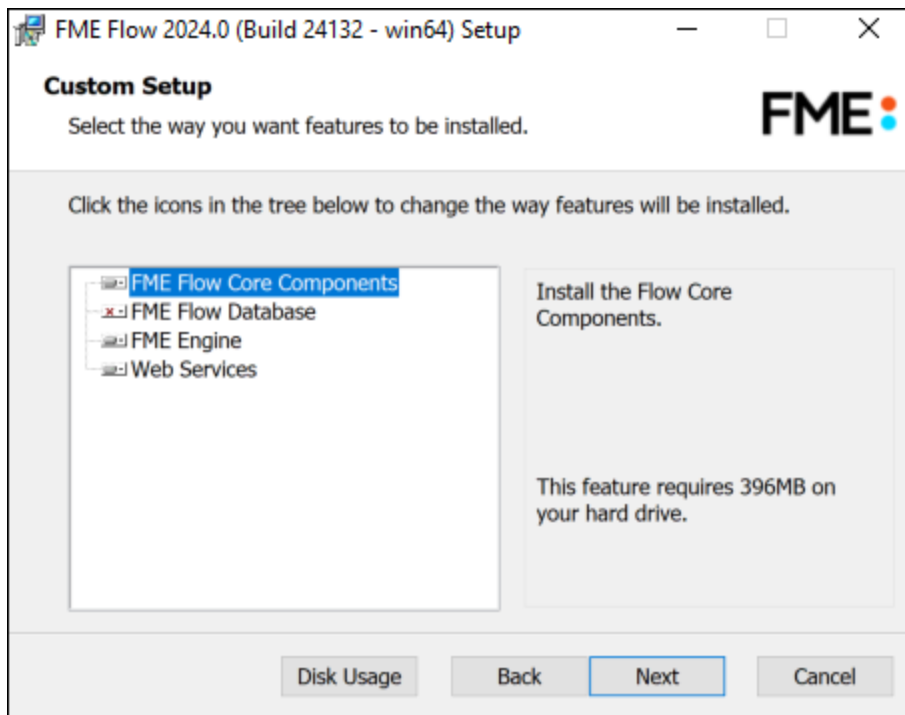 FME Flow 2024.0 (Build 24132 - win64) Setup
Custom Setup
Select the way you want features to be installed.
FME
Click the icons in the tree below to change the way features will be installed.
FME Flow Core Components
FME Flow Database
FME Engine
Web Services
Install the Flow Core
Components.
This feature requires 396MB on
your hard drive.
Disk Usage
Back
Next
Cancel